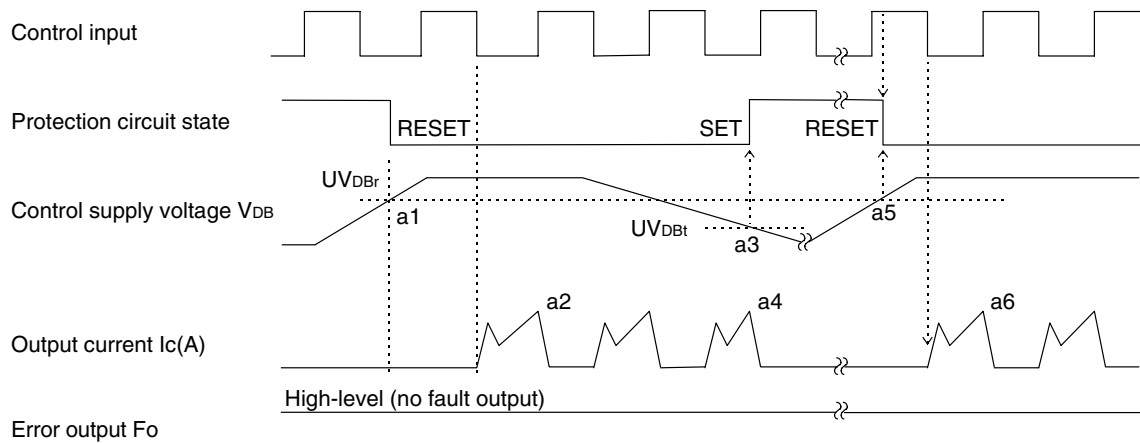 Control input
Protection circuit state
RESET
SET
RESET
UVDBr
Control supply voltage VDB
a1
a5
UVDBt
a3
a2
a4
a6
Output current Ic(A)
High-level (no fault output)
Error output Fo